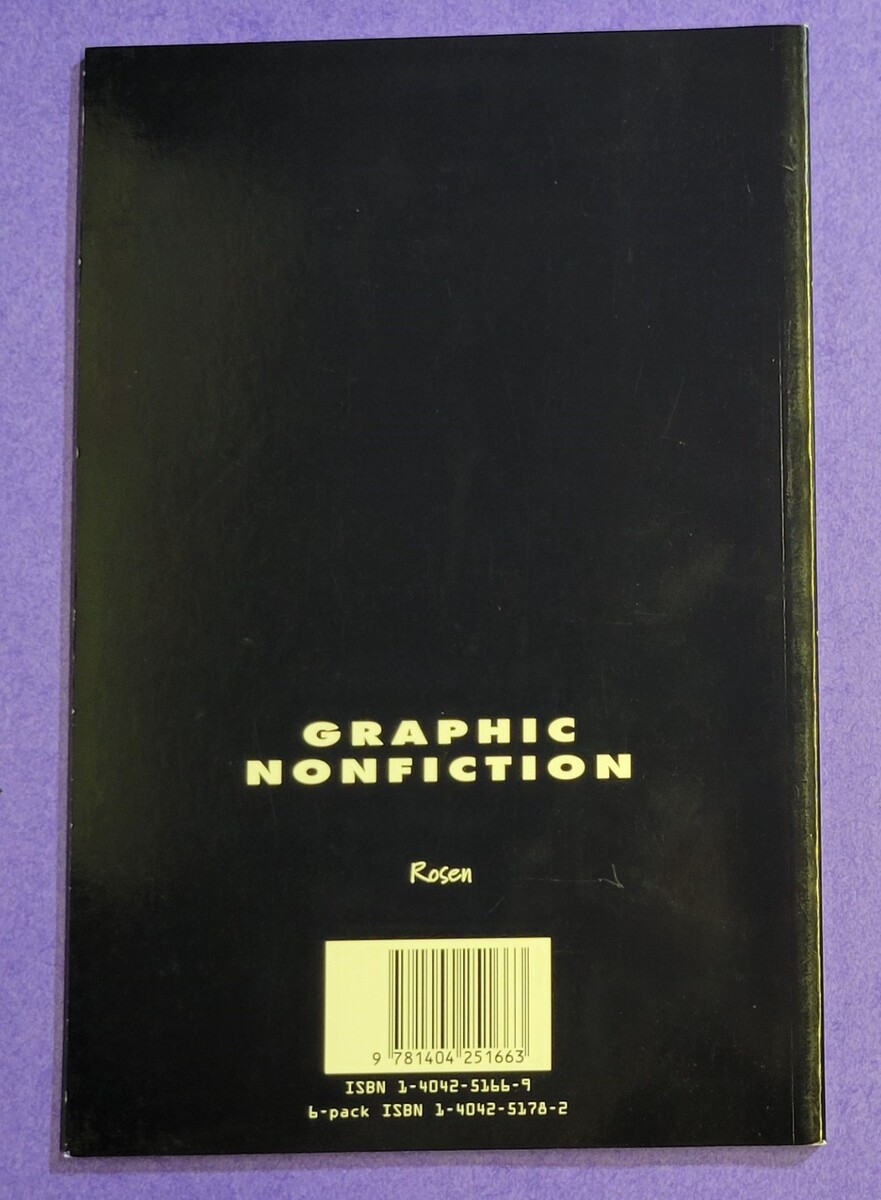 GRAPHIC
NONFICTION
Rosen
9 781404 251663
ISBN 1-4042-5166-9
6-pack ISBN 1-4042-5178-2